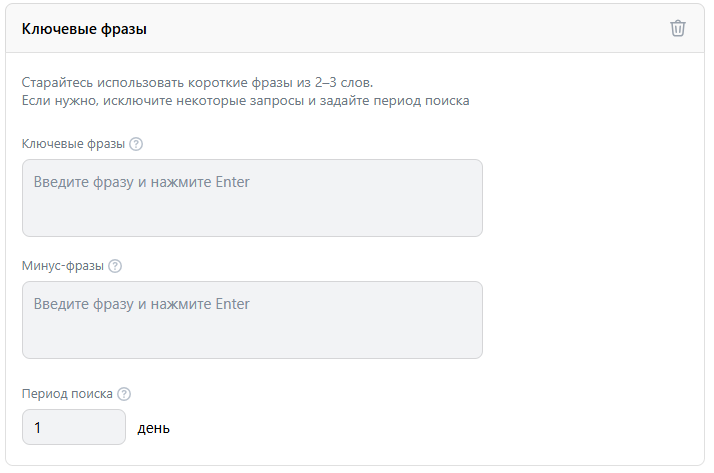 Ключевые фразы
Старайтесь использовать короткие фразы из 2–3 слов.
Если нужно, исключите некоторые запросы и задайте период поиска
Ключевые фразы ?
Введите фразу и нажмите Enter
Минус-фразы ?
Введите фразу и нажмите Enter
Период поиска ?
1 день